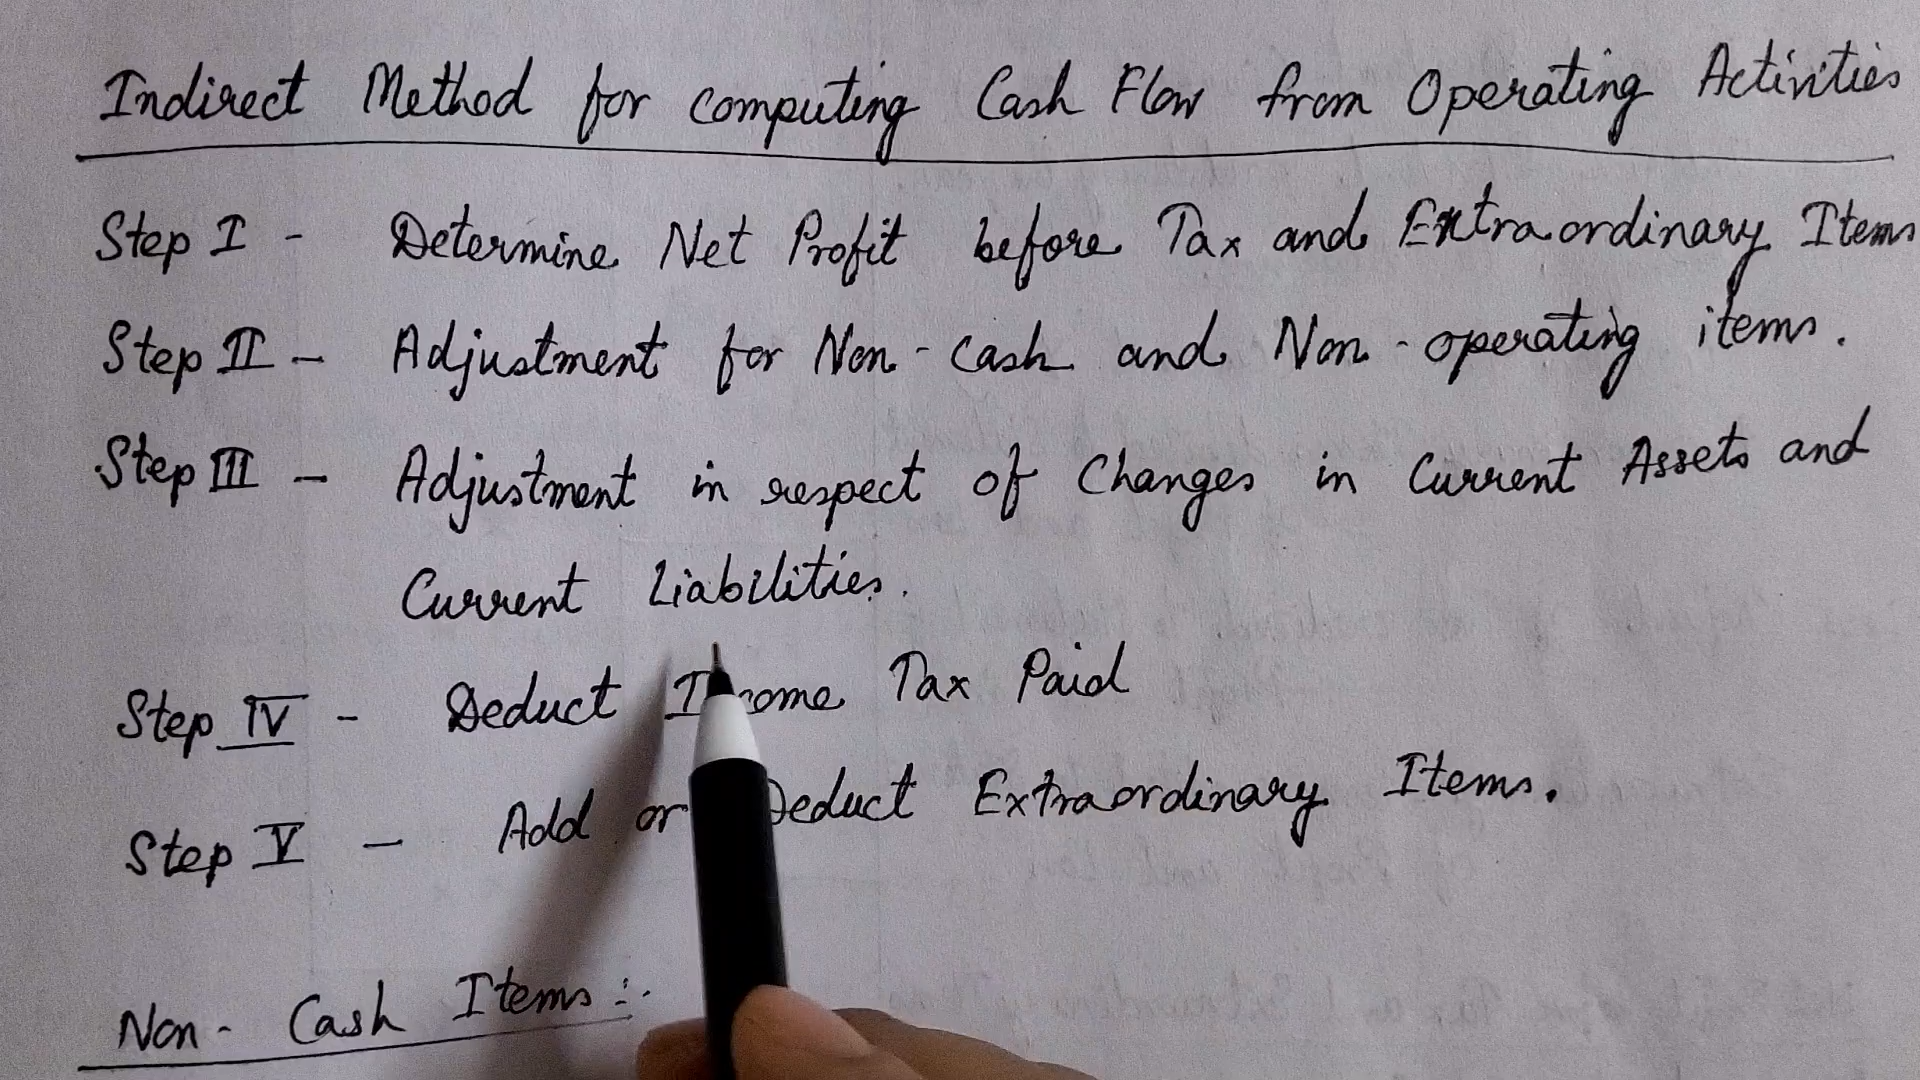 Indirect Method for computing Cash Flow from Operating Activities
Step I - Determine Net Profit before Tax and Extraordinary Items
Step II - Adjustment for Non-cash and Non-operating items.
Step III - Adjustment in respect of Changes in Current Assets and
Current Liabilities.
Step IV - Deduct Income Tax Paid
Step V - Add or Deduct Extraordinary Items.
Non-Cash Items :-